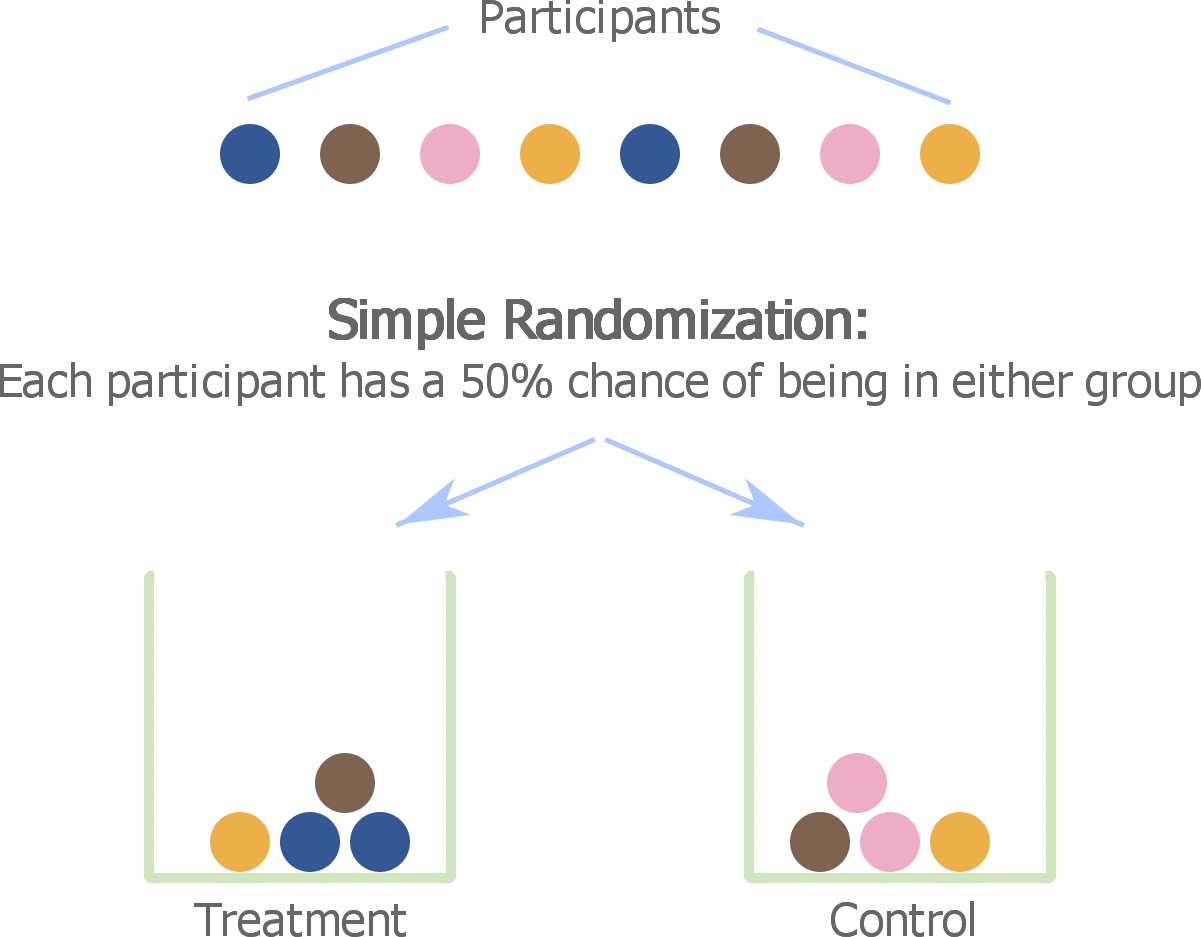 Participants
Simple Randomization:
Each participant has a 50% chance of being in either group
Treatment
Control